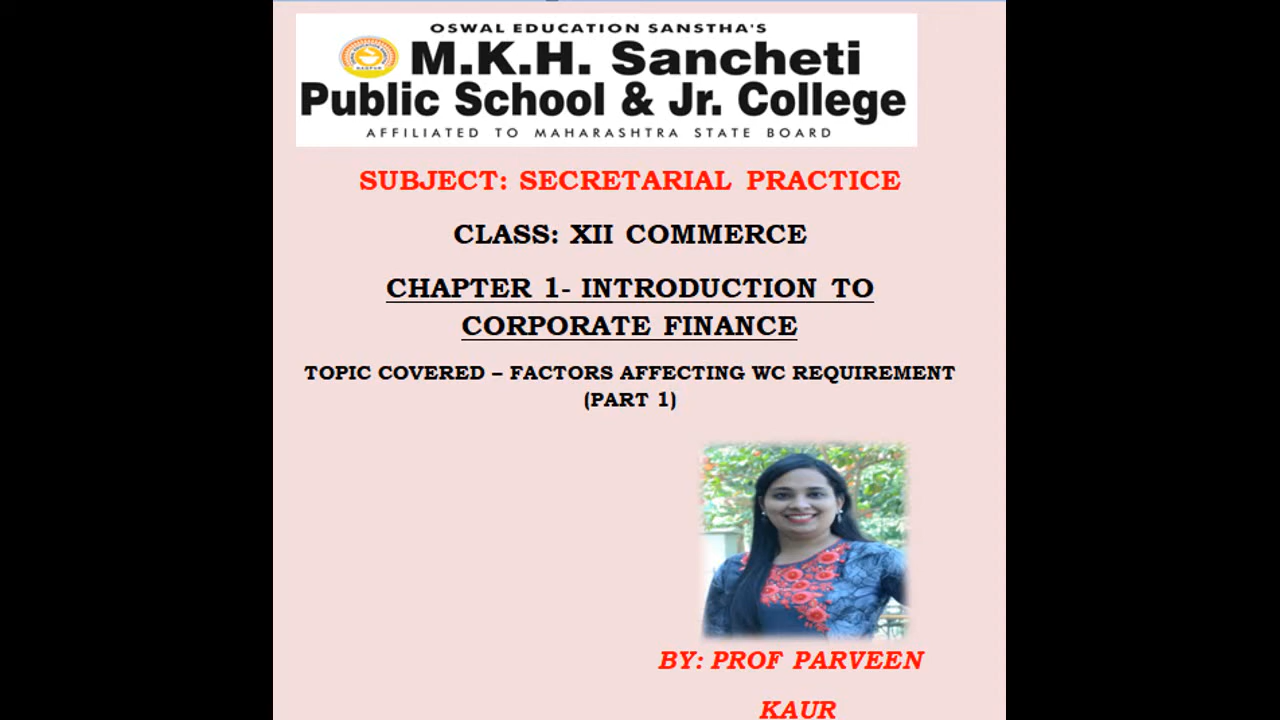 OSWAL EDUCATION SANSTHA'S
M.K.H. Sancheti
Public School & Jr. College
AFFILIATED TO MAHARASHTRA STATE BOARD
SUBJECT: SECRETARIAL PRACTICE
CLASS: XII COMMERCE
CHAPTER 1- INTRODUCTION TO
CORPORATE FINANCE
TOPIC COVERED – FACTORS AFFECTING WC REQUIREMENT
(PART 1)
BY: PROF PARVEEN
KAUR